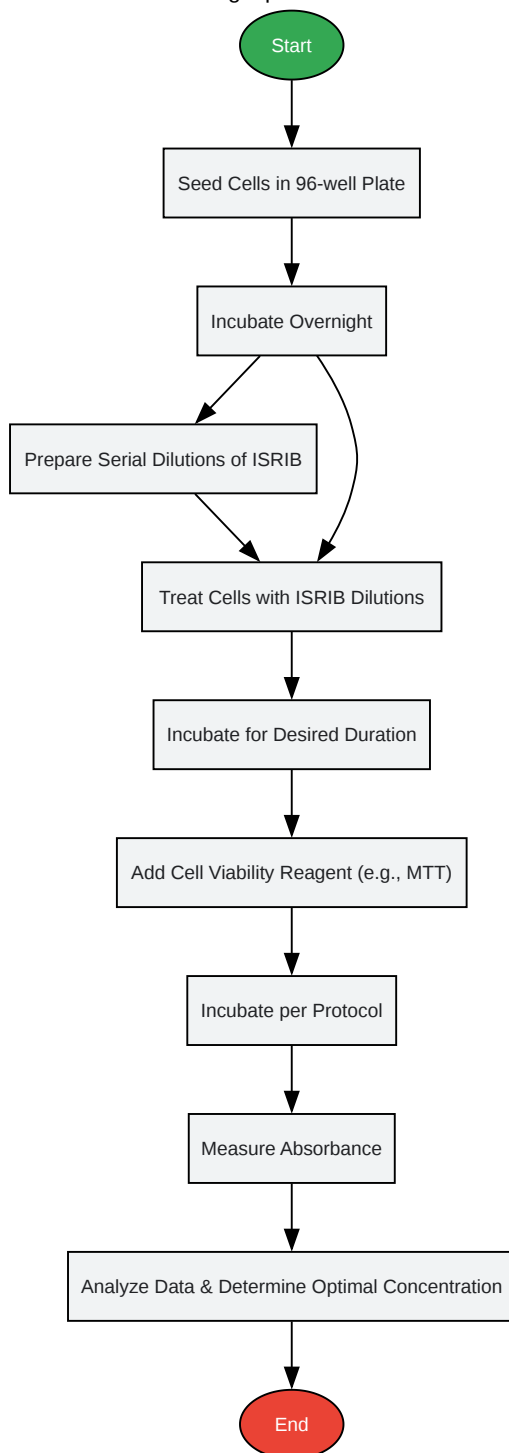 Start
Seed Cells in 96-well Plate
Incubate Overnight
Prepare Serial Dilutions of ISRIB
Treat Cells with ISRIB Dilutions
Incubate for Desired Duration
Add Cell Viability Reagent (e.g., MTT)
Incubate per Protocol
Measure Absorbance
Analyze Data & Determine Optimal Concentration
End